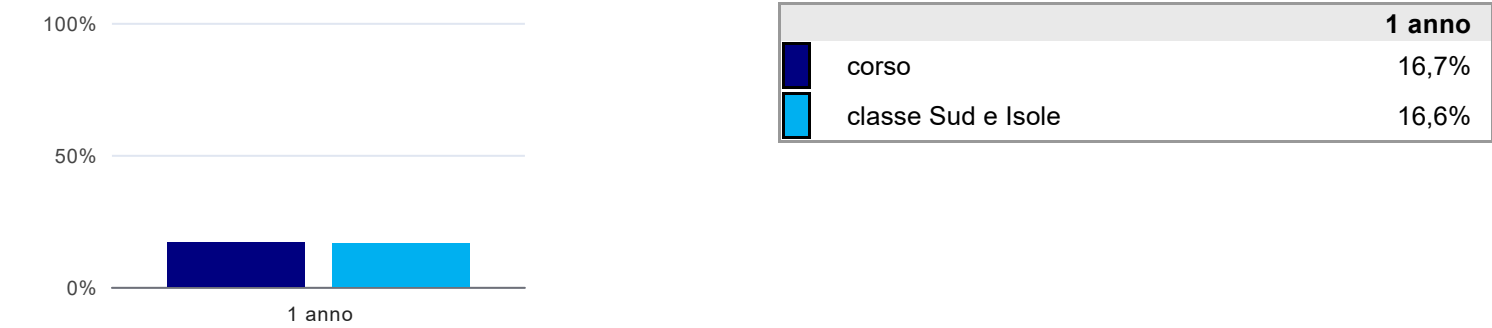 100%
50%
0%
1 anno
1 anno
corso 16,7%
classe Sud e Isole 16,6%